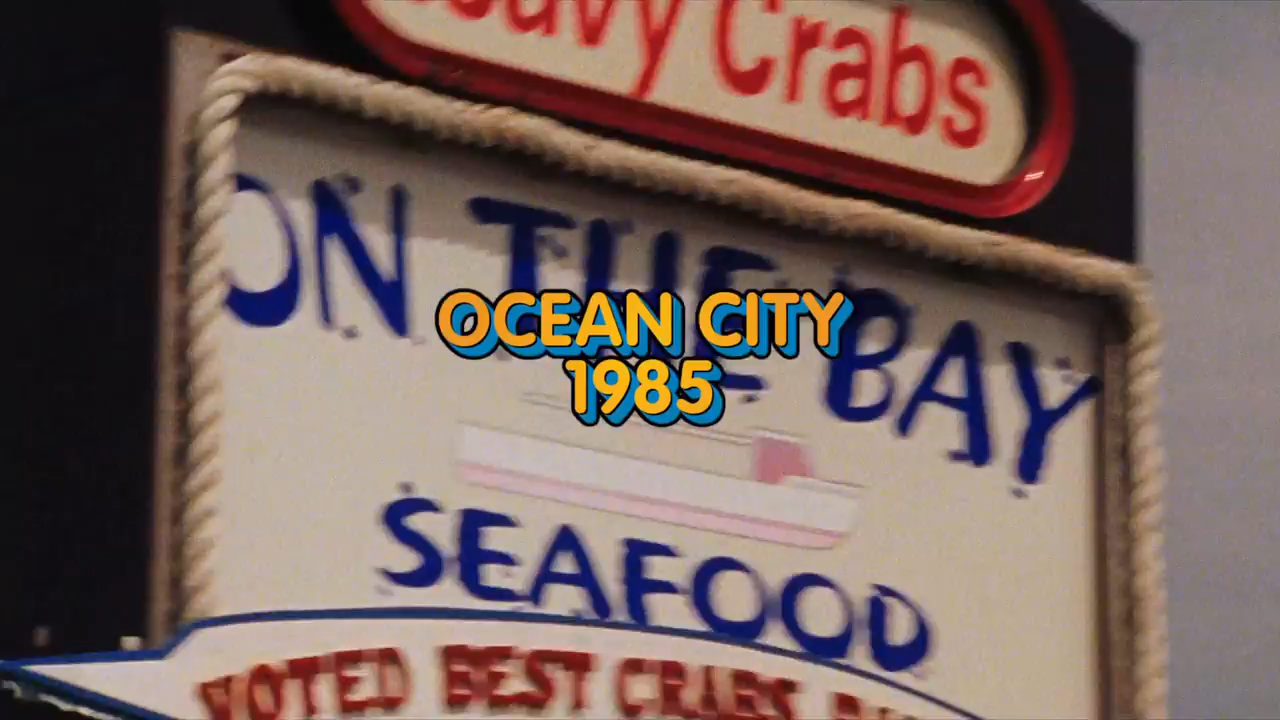 Crabs
ON THE BAY
OCEAN CITY
1985
SEAFOOD
VOTED BEST CRABS